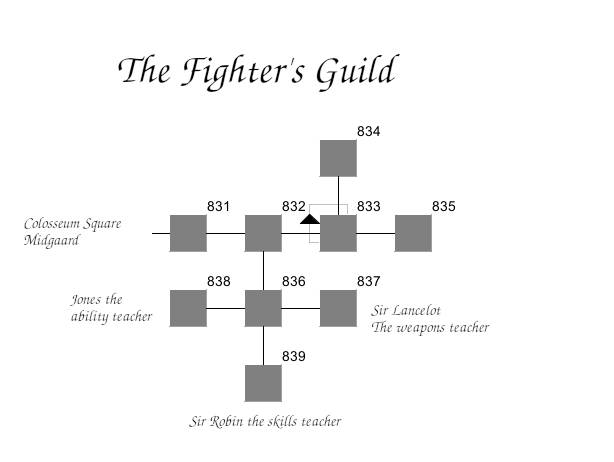 The Fighter's Guild
834
831
832
833
835
Colosseum Square
Midgaard
838
836
837
Jones the
ability teacher
Sir Lancelot
The weapons teacher
839
Sir Robin the skills teacher